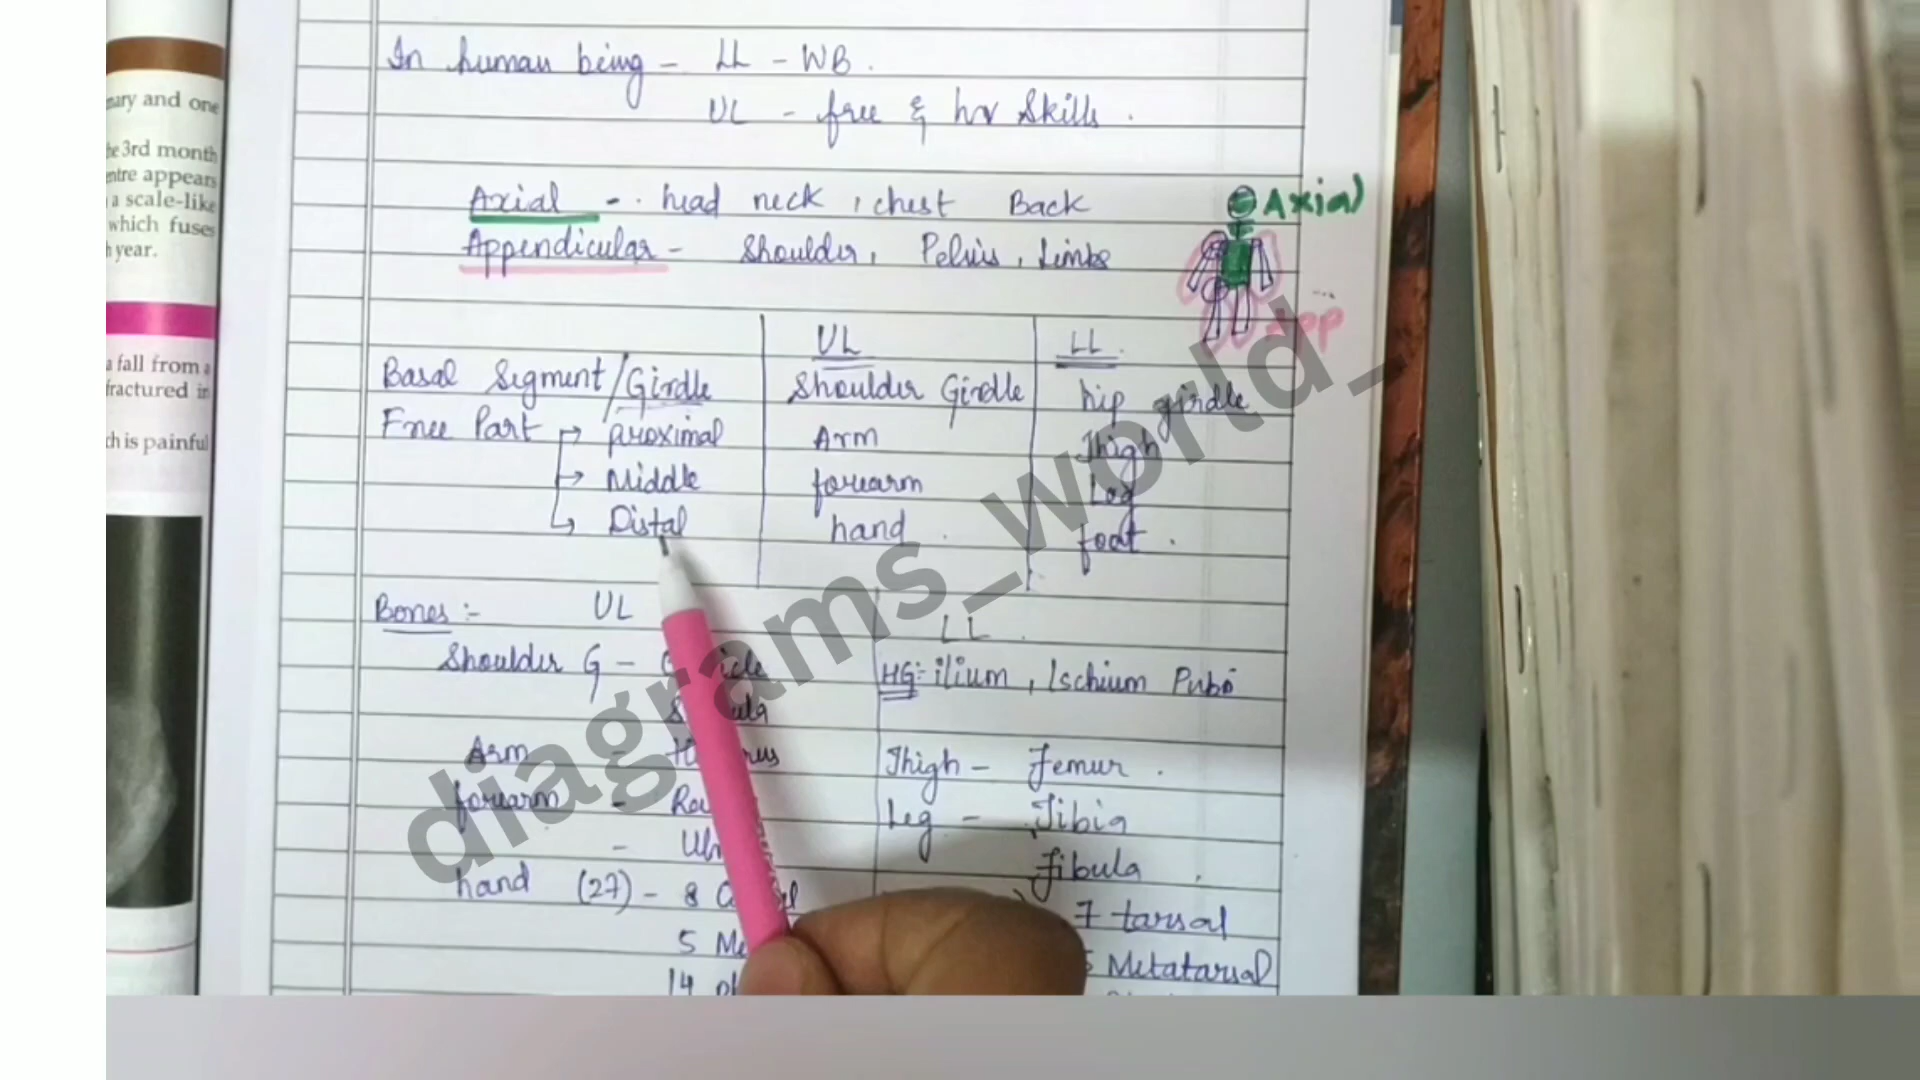 In human being - LL - WB.
UL - free & hv Skills.
Axial - head neck, chest Back
Axial
Appendicular - Shoulder, Pelvis, Limbs
App
UL
LL.
Basal Segment/Girdle Shoulder Girdle hip girdle
Free Part → proximal Arm Thigh
→ Middle forearm Leg
→ Distal hand. foot.
Bones :- UL
LL.
Shoulder G -
HG:- ilium, Ischium
Arm -
Thigh - Femur.
forearm -
Leg - Tibia
-
Fibula.
hand (27) - 8
7 tarsal
5
Metatarsal
14
diagrams_world_
mary and one
he 3rd month
entre appears
a scale-like
which fuses
h year.
a fall from a
fractured in
ch is painful